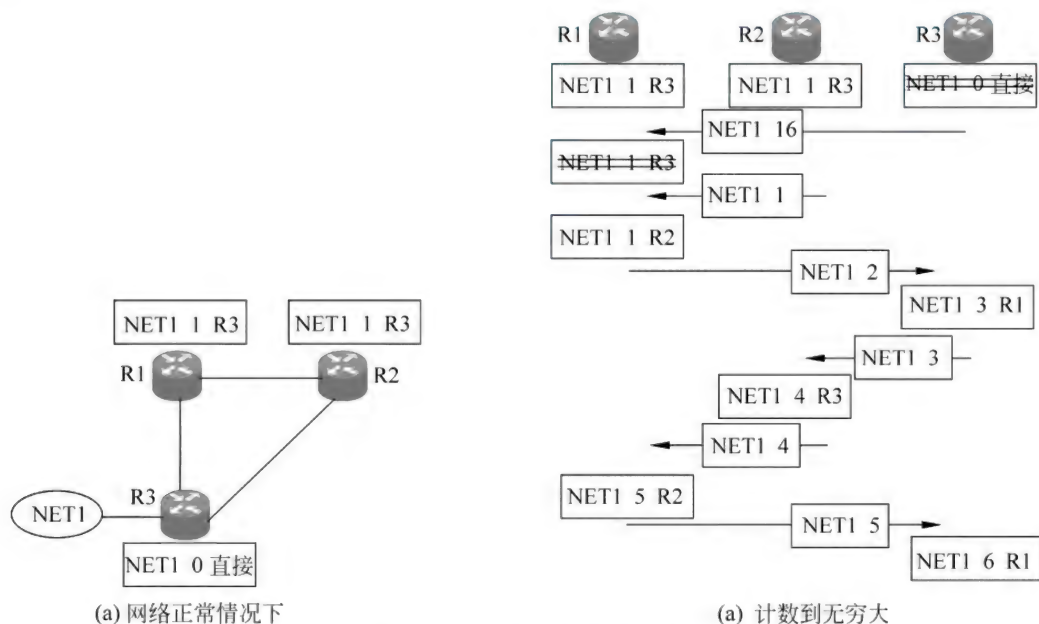 R1
R2
R3
NET1 1 R3
NET1 1 R3
NET1 0 直接
NET1 16
NET1 1 R3
NET1 1
NET1 1 R2
NET1 2
NET1 3 R1
NET1 3
NET1 4 R3
NET1 4
NET1 5 R2
NET1 5
NET1 6 R1
(a) 计数到无穷大
NET1 1 R3
NET1 1 R3
R1
R2
R3
NET1
NET1 0 直接
(a) 网络正常情况下